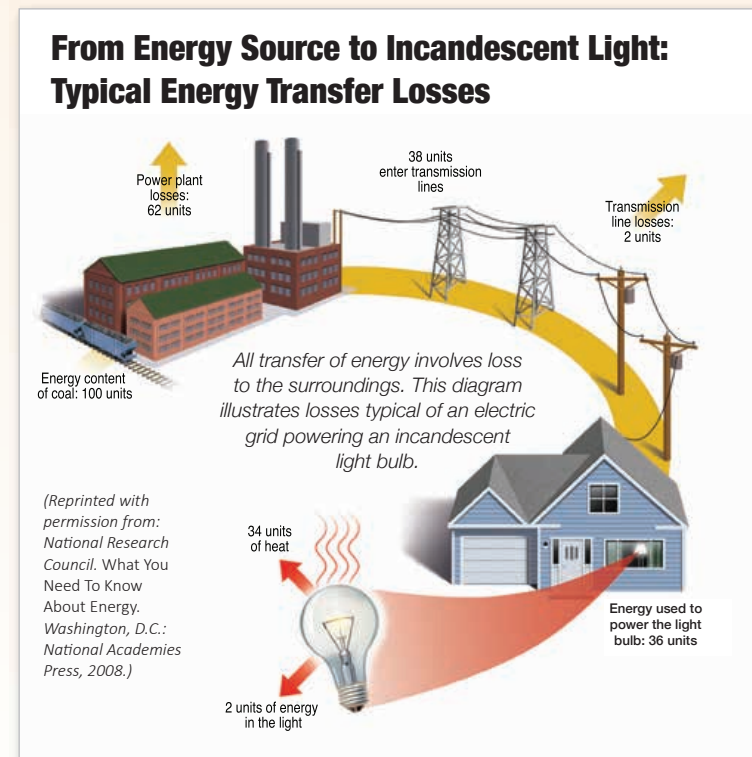 From Energy Source to Incandescent Light:
Typical Energy Transfer Losses
Power plant
losses:
62 units
38 units
enter transmission
lines
Transmission
line losses:
2 units
Energy content
of coal: 100 units
All transfer of energy involves loss
to the surroundings. This diagram
illustrates losses typical of an electric
grid powering an incandescent
light bulb.
(Reprinted with
permission from:
National Research
Council. What You
Need To Know
About Energy.
Washington, D.C.:
National Academies
Press, 2008.)
34 units
of heat
2 units of energy
in the light
Energy used to
power the light
bulb: 36 units